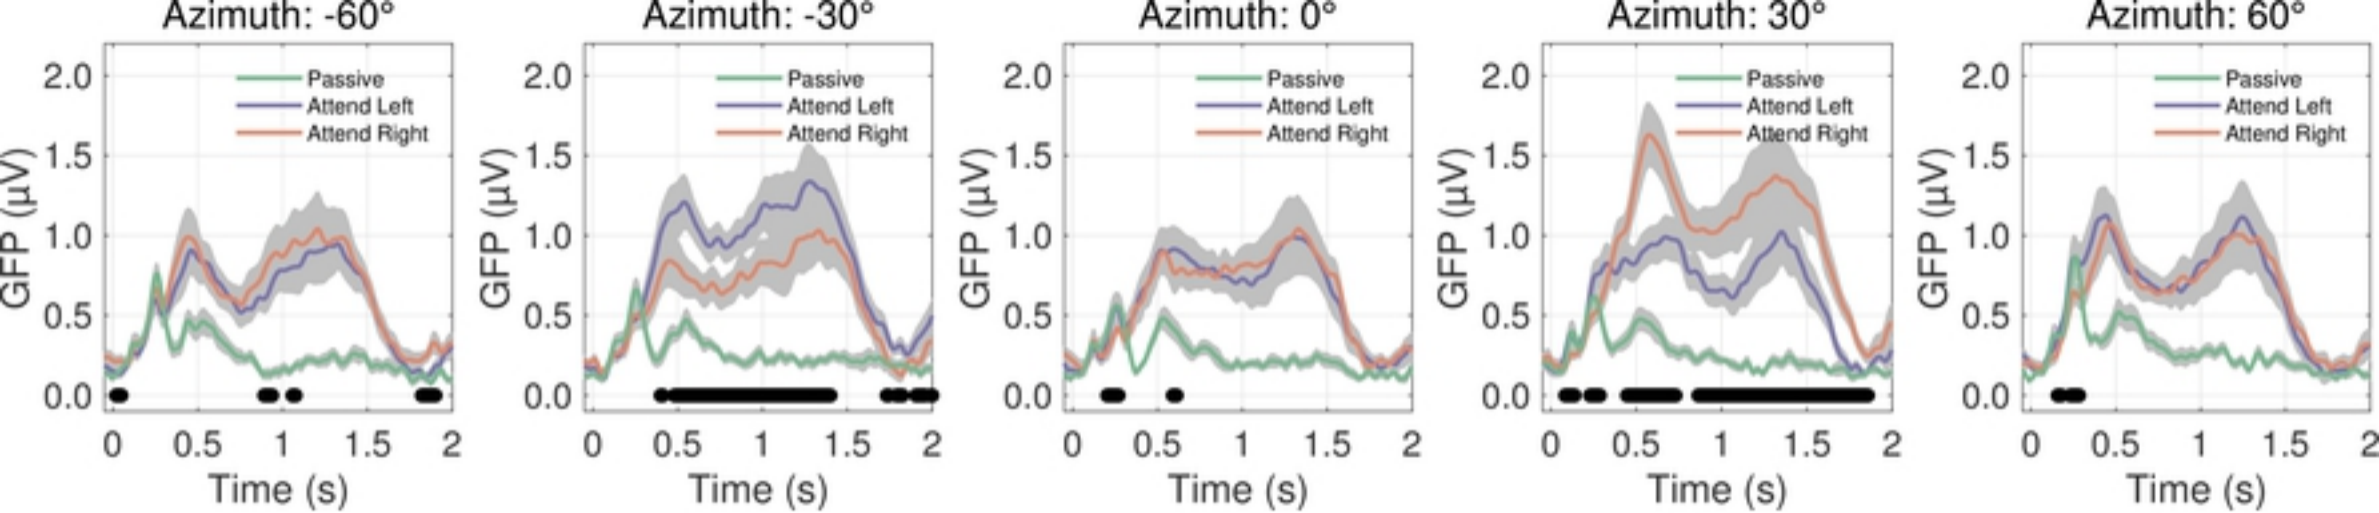 Azimuth: -60°
GFP (µV)
2.0
1.5
1.0
0.5
0.0
Passive
Attend Left
Attend Right
0 0.5 1 1.5 2
Time (s)
Azimuth: -30°
GFP (µV)
2.0
1.5
1.0
0.5
0.0
Passive
Attend Left
Attend Right
0 0.5 1 1.5 2
Time (s)
Azimuth: 0°
GFP (µV)
2.0
1.5
1.0
0.5
0.0
Passive
Attend Left
Attend Right
0 0.5 1 1.5 2
Time (s)
Azimuth: 30°
GFP (µV)
2.0
1.5
1.0
0.5
0.0
Passive
Attend Left
Attend Right
0 0.5 1 1.5 2
Time (s)
Azimuth: 60°
GFP (µV)
2.0
1.5
1.0
0.5
0.0
Passive
Attend Left
Attend Right
0 0.5 1 1.5 2
Time (s)